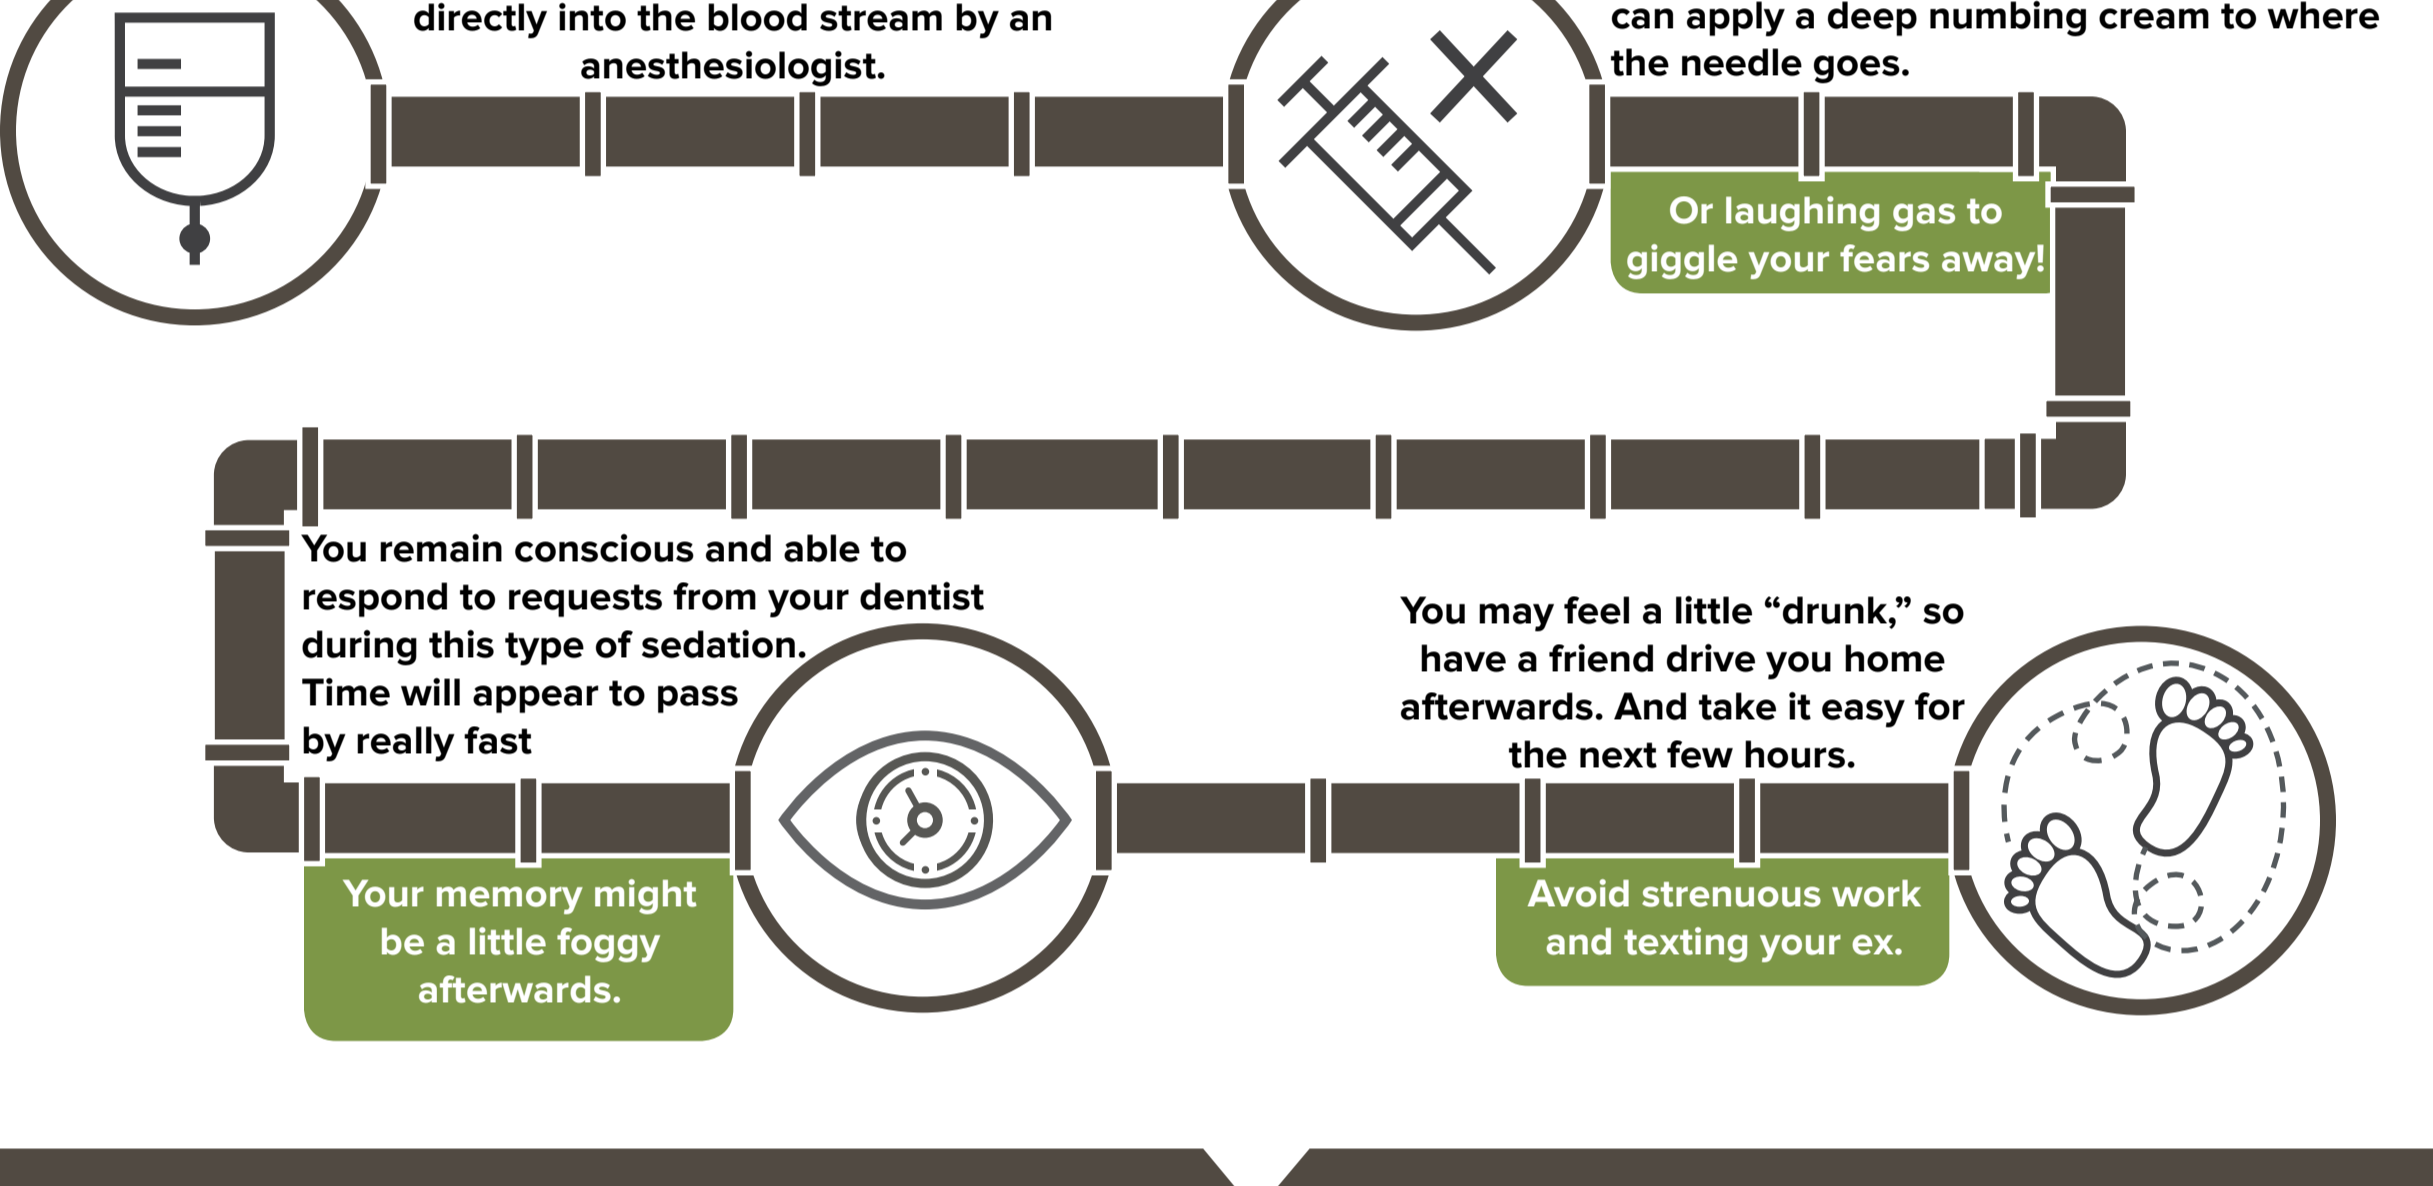 directly into the blood stream by an
anesthesiologist.
can apply a deep numbing cream to where
the needle goes.
Or laughing gas to
giggle your fears away!
You remain conscious and able to
respond to requests from your dentist
during this type of sedation.
Time will appear to pass
by really fast
Your memory might
be a little foggy
afterwards.
You may feel a little “drunk,” so
have a friend drive you home
afterwards. And take it easy for
the next few hours.
Avoid strenuous work
and texting your ex.